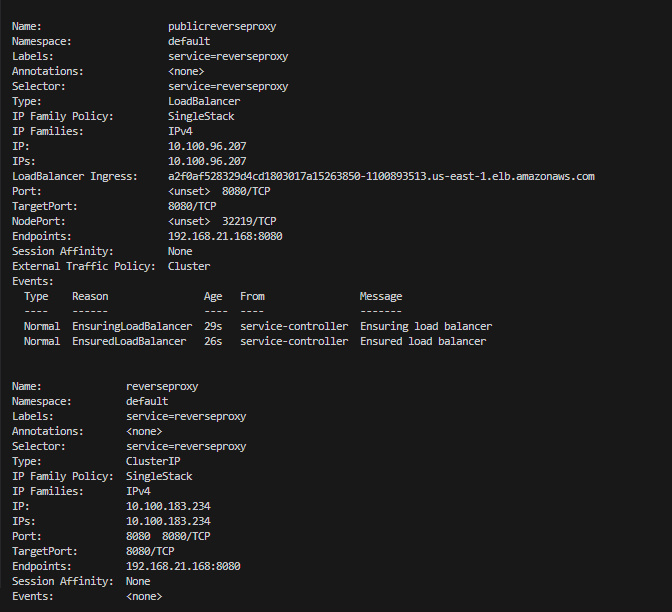 Name:                     publicreverseproxy
Namespace:                default
Labels:                   service=reverseproxy
Annotations:              <none>
Selector:                 service=reverseproxy
Type:                     LoadBalancer
IP Family Policy:         SingleStack
IP Families:              IPv4
IP:                       10.100.96.207
IPs:                      10.100.96.207
LoadBalancer Ingress:     a2f0af528329d4cd1803017a15263850-1100893513.us-east-1.elb.amazonaws.com
Port:                     <unset>  8080/TCP
TargetPort:               8080/TCP
NodePort:                 <unset>  32219/TCP
Endpoints:                192.168.21.168:8080
Session Affinity:         None
External Traffic Policy:  Cluster
Events:
  Type    Reason                Age   From                Message
  ----    ------                ----  ----                -------
  Normal  EnsuringLoadBalancer  29s   service-controller  Ensuring load balancer
  Normal  EnsuredLoadBalancer   26s   service-controller  Ensured load balancer
Name:              reverseproxy
Namespace:         default
Labels:            service=reverseproxy
Annotations:       <none>
Selector:          service=reverseproxy
Type:              ClusterIP
IP Family Policy:  SingleStack
IP Families:       IPv4
IP:                10.100.183.234
IPs:               10.100.183.234
Port:              8080  8080/TCP
TargetPort:        8080/TCP
Endpoints:         192.168.21.168:8080
Session Affinity:  None
Events:            <none>